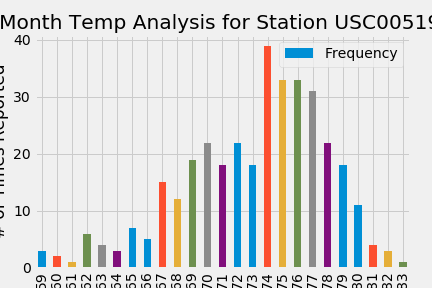 Month Temp Analysis for Station USC00519
# of Times Reported
40
30
20
10
0
Frequency
59 60 61 62 63 64 65 66 67 68 69 70 71 72 73 74 75 76 77 78 79 80 81 82 83